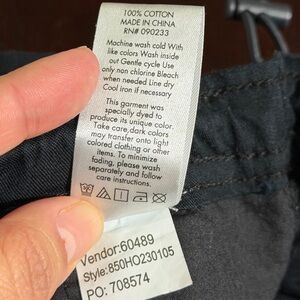 100% COTTON
MADE IN CHINA
RN# 090233
Machine wash cold With
like colors Wash inside
out Gentle cycle Use
only non chlorine Bleach
when needed Line dry
Cool iron if necessary
This garment was
specially dyed to
produce its unique color.
Take care,dark colors
may transfer onto light
colored clothing or other
items. To minimize
fading, please wash
separately and follow
care instructions.
Vendor:60489
Style:850HO230105
PO: 708574